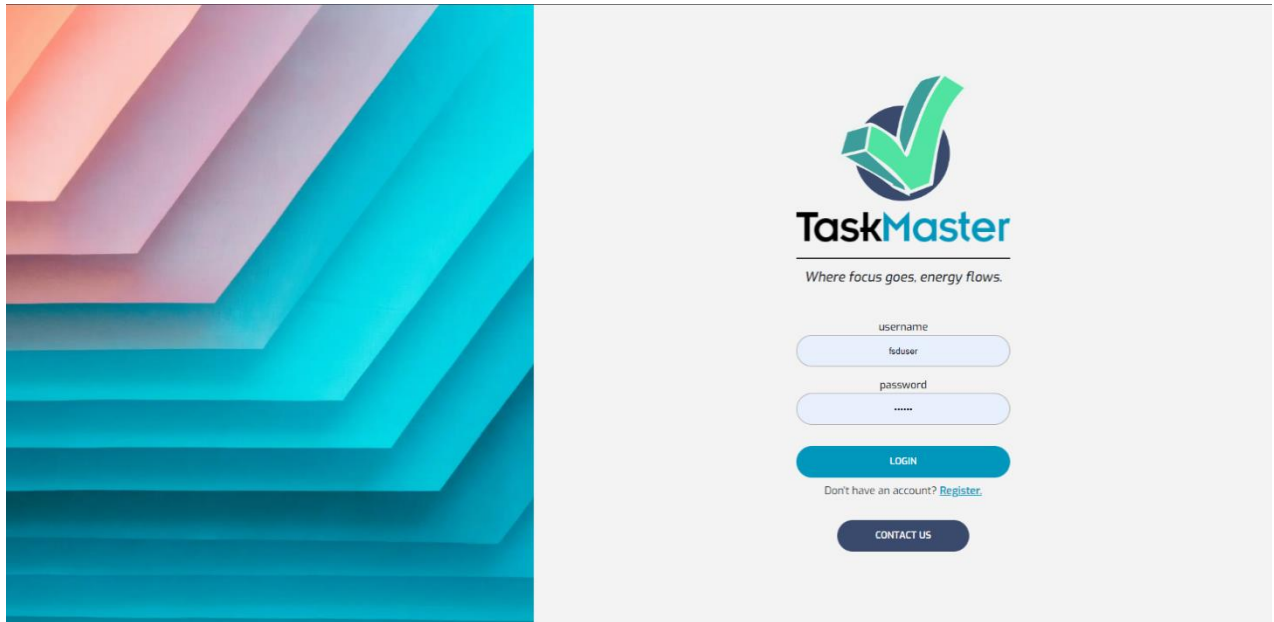 TaskMaster
Where focus goes, energy flows.
username
fsduser
password
••••••
LOGIN
Don't have an account? Register.
CONTACT US